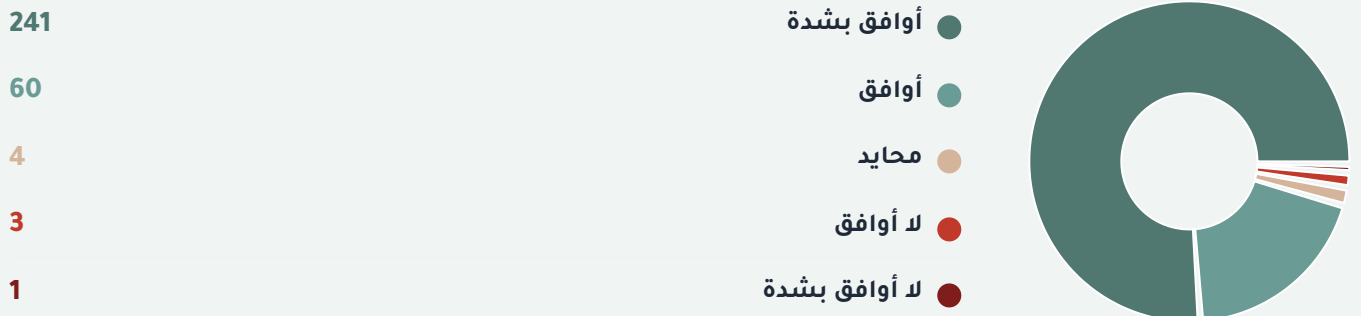 أوافق بشدة 241
أوافق 60
محايد 4
لا أوافق 3
لا أوافق بشدة 1